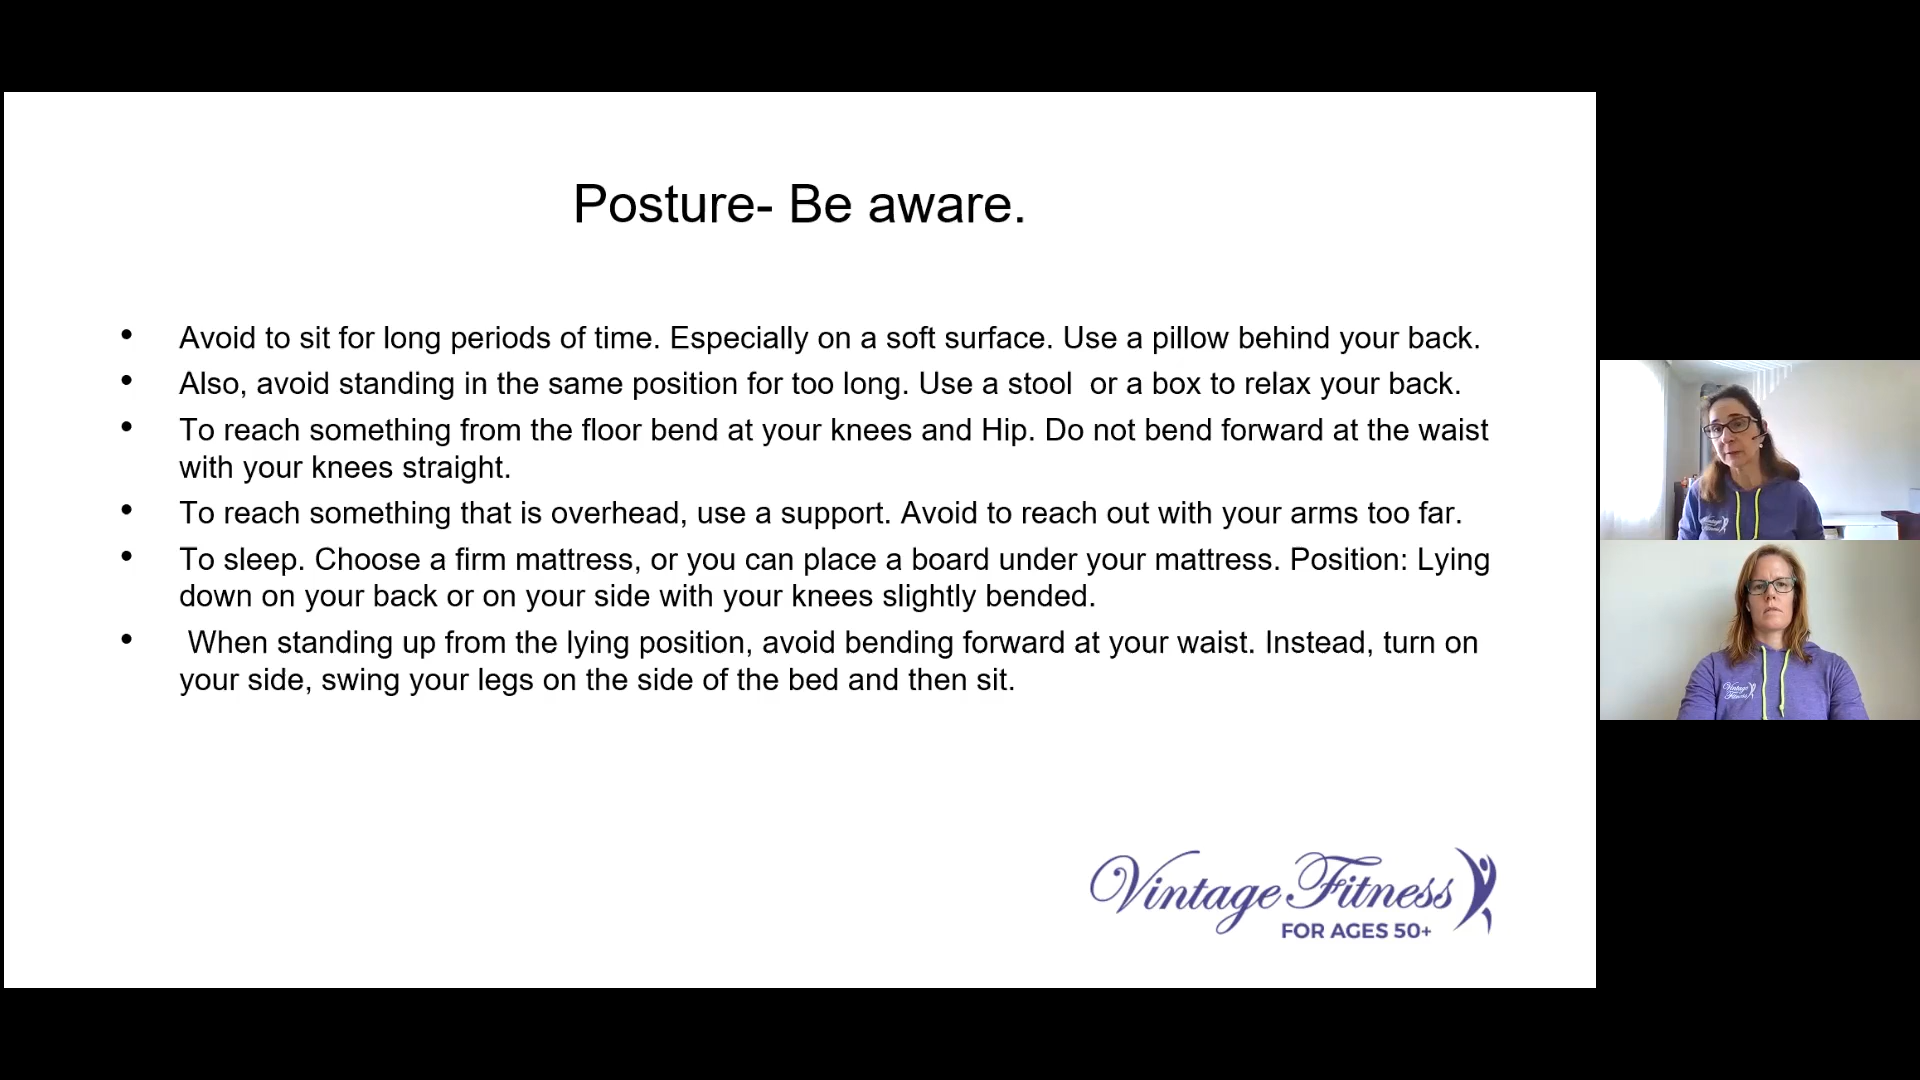 Posture- Be aware.
• Avoid to sit for long periods of time. Especially on a soft surface. Use a pillow behind your back.
• Also, avoid standing in the same position for too long. Use a stool  or a box to relax your back.
• To reach something from the floor bend at your knees and Hip. Do not bend forward at the waist
with your knees straight.
• To reach something that is overhead, use a support. Avoid to reach out with your arms too far.
• To sleep. Choose a firm mattress, or you can place a board under your mattress. Position: Lying
down on your back or on your side with your knees slightly bended.
• When standing up from the lying position, avoid bending forward at your waist. Instead, turn on
your side, swing your legs on the side of the bed and then sit.
Vintage Fitness
FOR AGES 50+
Vintage
Fitness
Vintage
Fitness